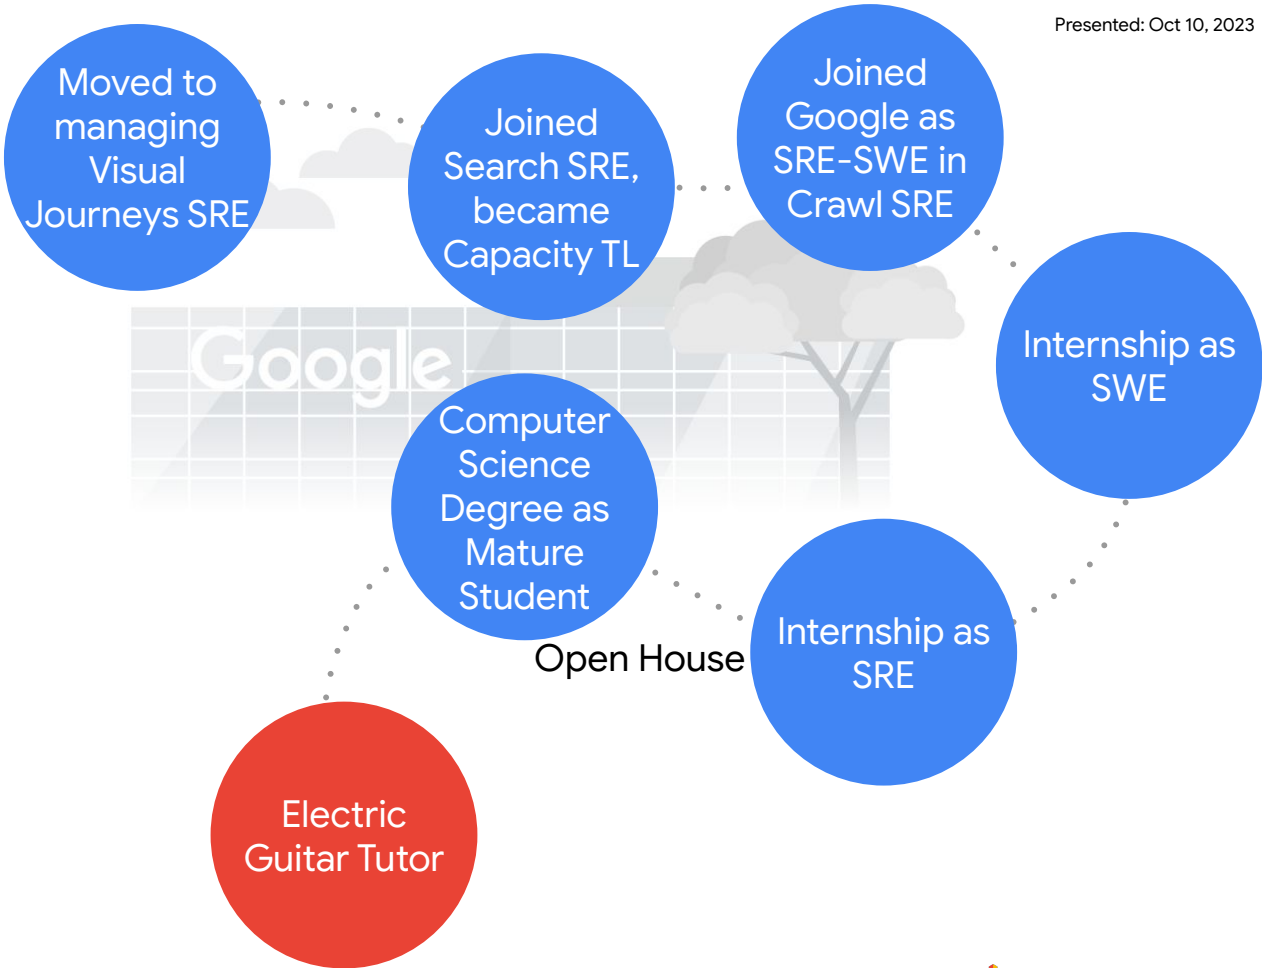 Presented: Oct 10, 2023
Moved to
managing
Visual
Journeys SRE
Joined
Search SRE,
became
Capacity TL
Joined
Google as
SRE-SWE in
Crawl SRE
Internship as
SWE
Google
Computer
Science
Degree as
Mature
Student
Open House
Internship as
SRE
Electric
Guitar Tutor